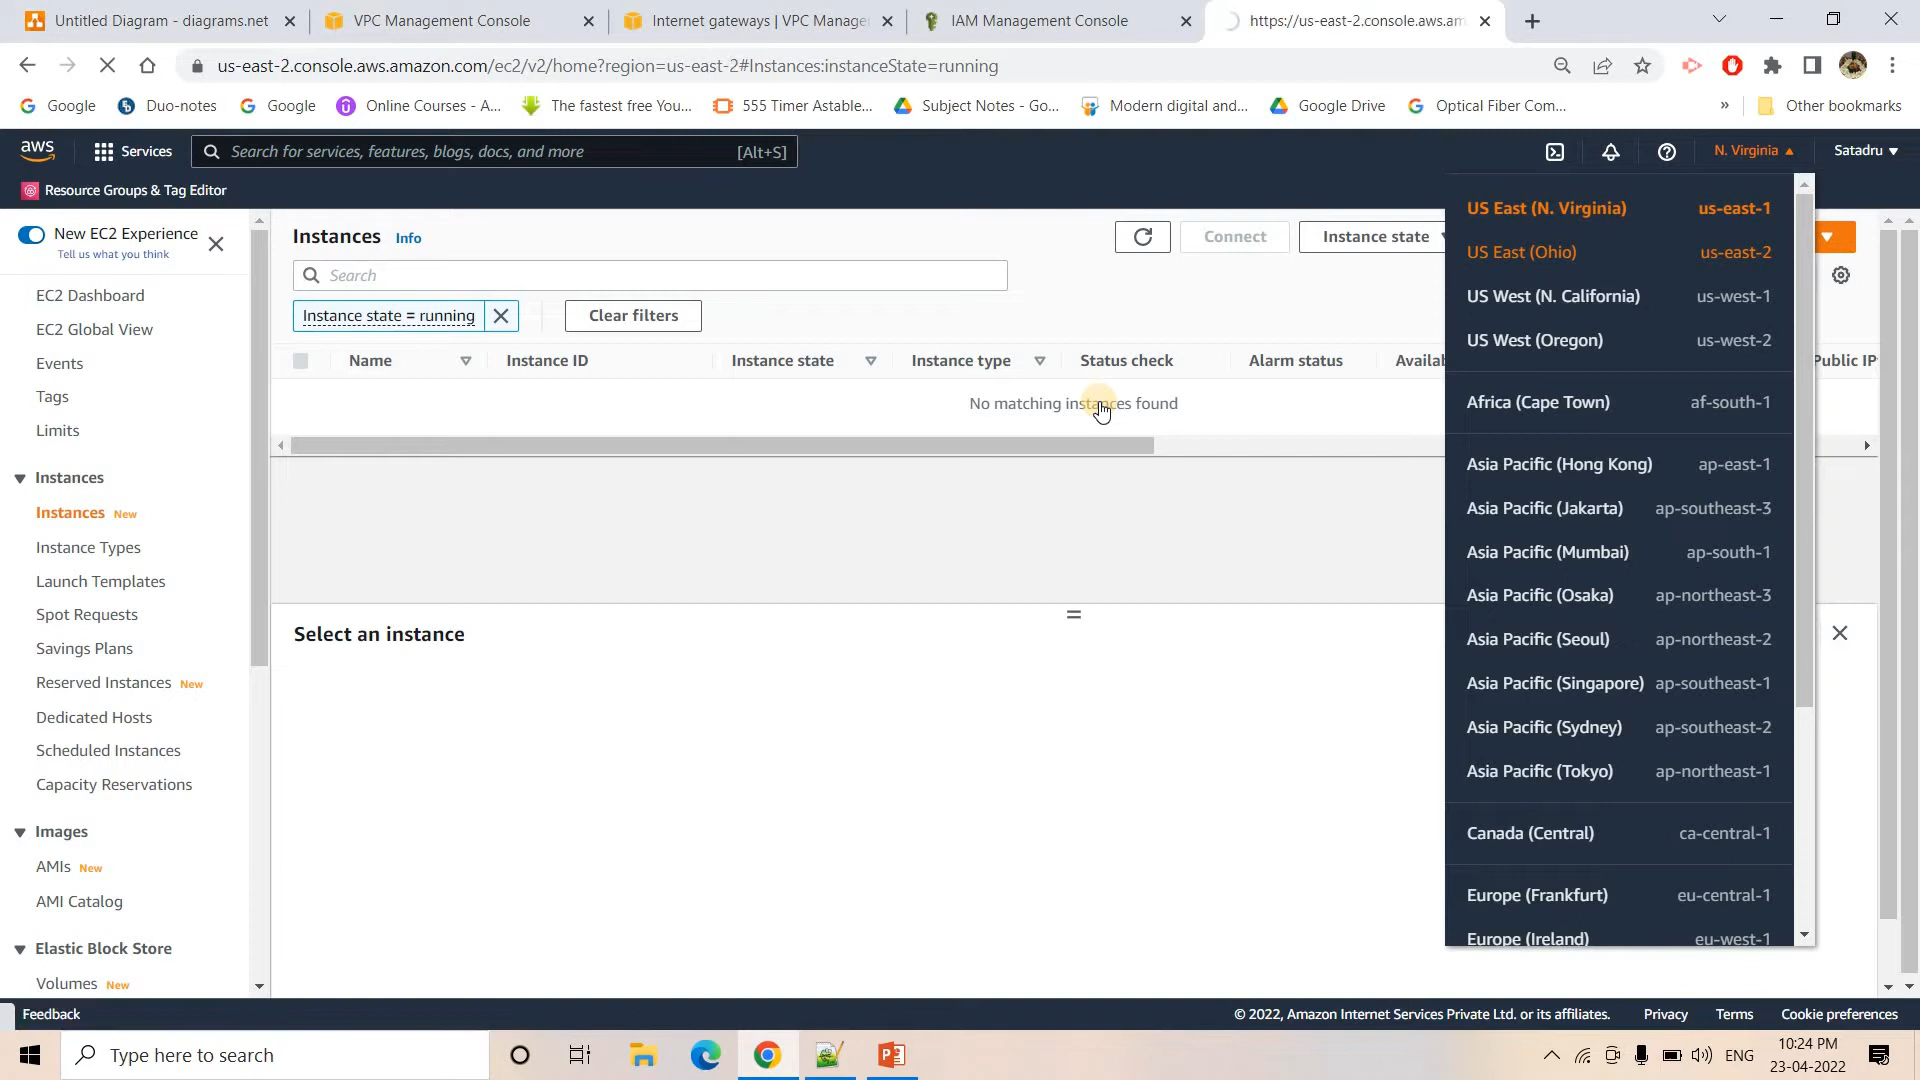 Untitled Diagram - diagrams.net
VPC Management Console
Internet gateways | VPC Manage
IAM Management Console
https://us-east-2.console.aws.am
us-east-2.console.aws.amazon.com/ec2/v2/home?region=us-east-2#Instances:instanceState=running
Google
Duo-notes
Google
Online Courses - A...
The fastest free You...
555 Timer Astable...
Subject Notes - Go...
Modern digital and...
Google Drive
Optical Fiber Com...
»
Other bookmarks
aws
Services
Search for services, features, blogs, docs, and more
[Alt+S]
N. Virginia
Satadru
Resource Groups & Tag Editor
New EC2 Experience
Tell us what you think
EC2 Dashboard
EC2 Global View
Events
Tags
Limits
Instances
Instances New
Instance Types
Launch Templates
Spot Requests
Savings Plans
Reserved Instances New
Dedicated Hosts
Scheduled Instances
Capacity Reservations
Images
AMIs New
AMI Catalog
Elastic Block Store
Volumes New
Instances Info
Connect
Instance state
Search
Instance state = running
Clear filters
Name
Instance ID
Instance state
Instance type
Status check
Alarm status
Availab
Public IP
No matching instances found
Select an instance
US East (N. Virginia) us-east-1
US East (Ohio) us-east-2
US West (N. California) us-west-1
US West (Oregon) us-west-2
Africa (Cape Town) af-south-1
Asia Pacific (Hong Kong) ap-east-1
Asia Pacific (Jakarta) ap-southeast-3
Asia Pacific (Mumbai) ap-south-1
Asia Pacific (Osaka) ap-northeast-3
Asia Pacific (Seoul) ap-northeast-2
Asia Pacific (Singapore) ap-southeast-1
Asia Pacific (Sydney) ap-southeast-2
Asia Pacific (Tokyo) ap-northeast-1
Canada (Central) ca-central-1
Europe (Frankfurt) eu-central-1
Europe (Ireland) eu-west-1
Feedback
© 2022, Amazon Internet Services Private Ltd. or its affiliates.
Privacy
Terms
Cookie preferences
Type here to search
ENG
10:24 PM
23-04-2022